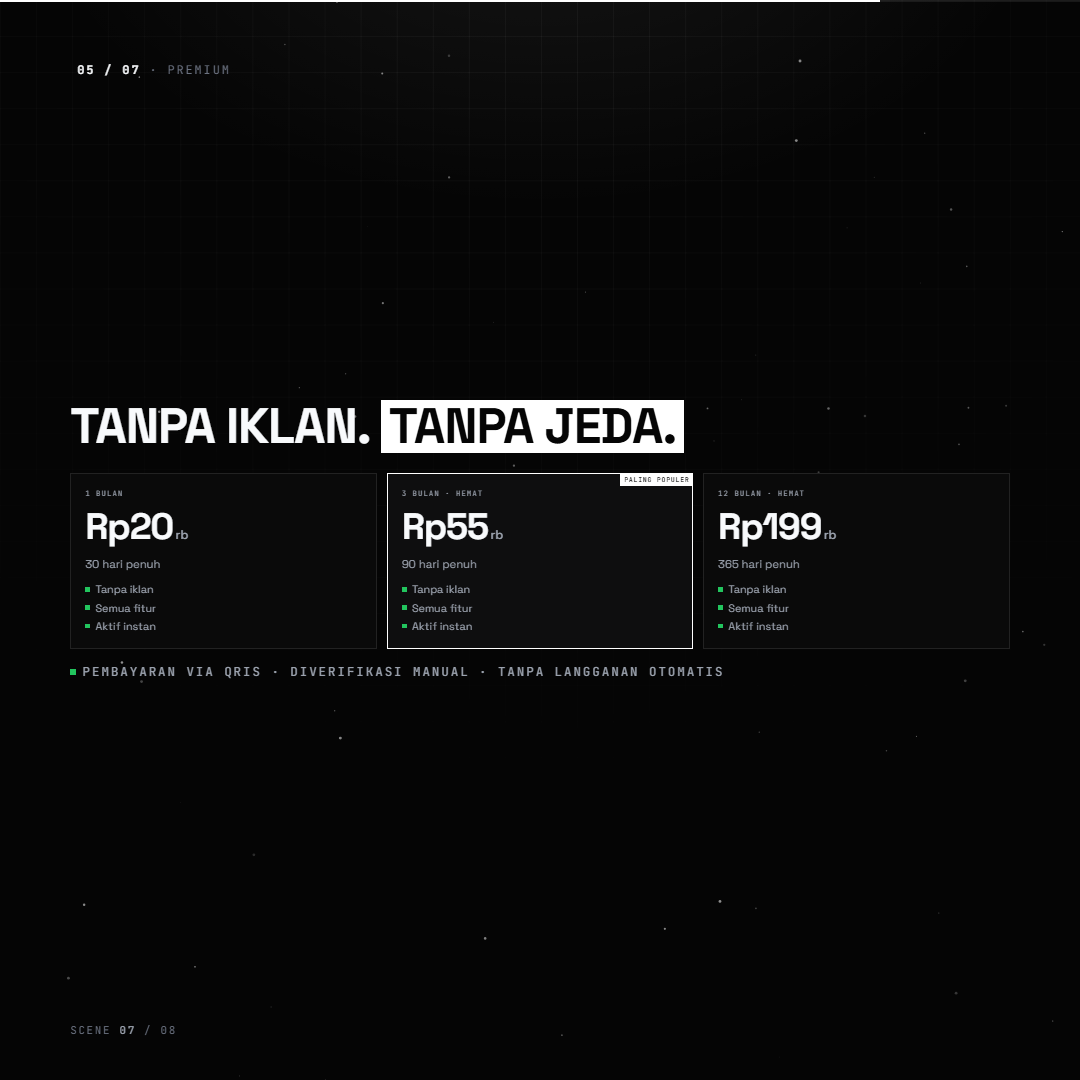 05 / 07 · PREMIUM
TANPA IKLAN. TANPA JEDA.
1 BULAN
Rp20rb
30 hari penuh
Tanpa iklan
Semua fitur
Aktif instan
PALING POPULER
3 BULAN · HEMAT
Rp55rb
90 hari penuh
Tanpa iklan
Semua fitur
Aktif instan
12 BULAN · HEMAT
Rp199rb
365 hari penuh
Tanpa iklan
Semua fitur
Aktif instan
PEMBAYARAN VIA QRIS · DIVERIFIKASI MANUAL · TANPA LANGGANAN OTOMATIS
SCENE 07 / 08